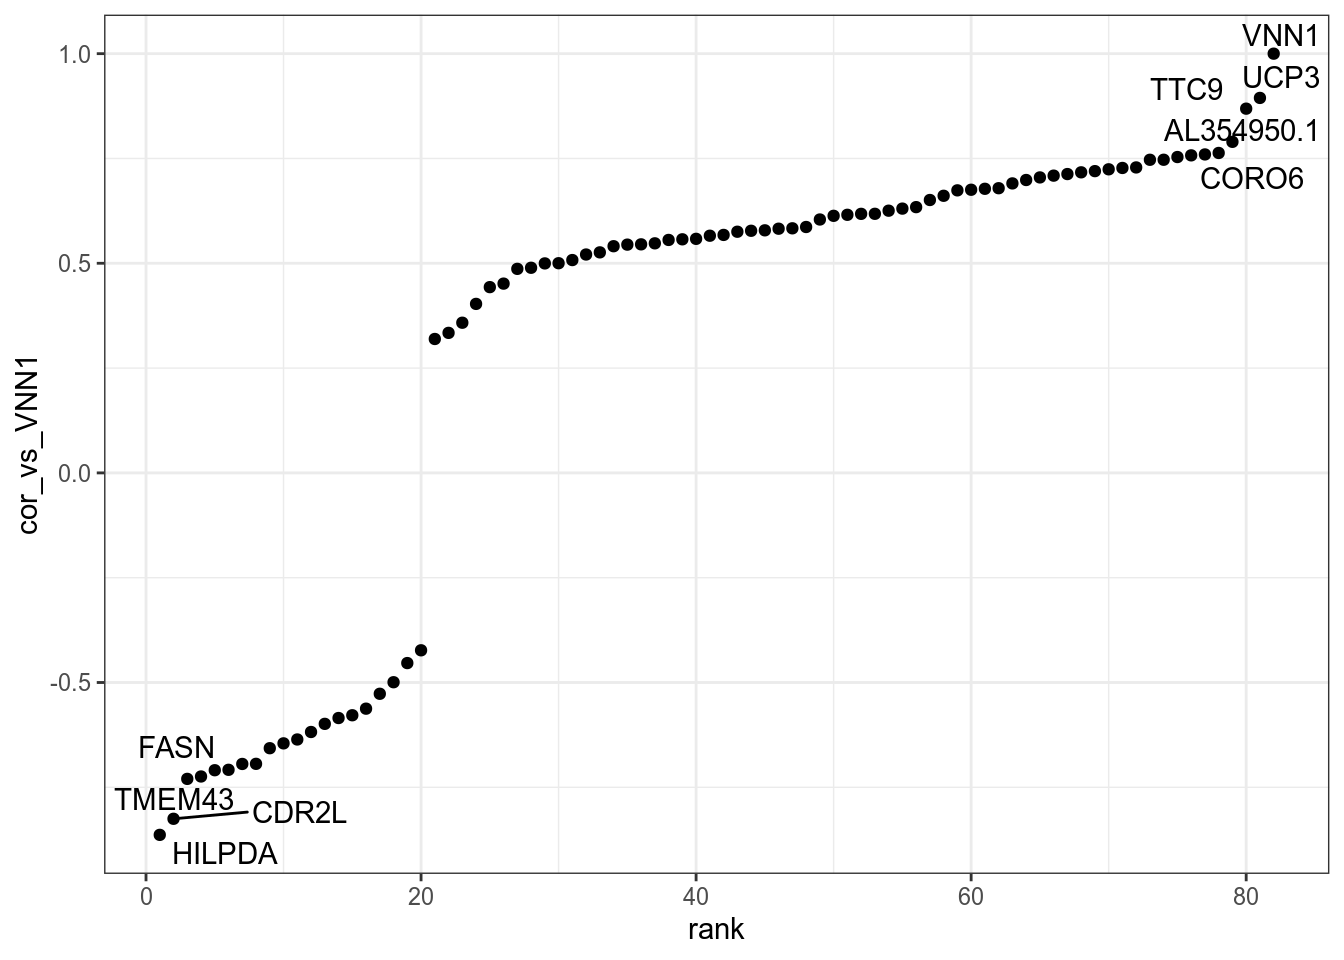 VNN1
UCP3
TTC9
AL354950.1
CORO6
FASN
TMEM43
CDR2L
HILPDA
1.0
0.5
0.0
-0.5
cor_vs_VNN1
0
20
40
60
80
rank